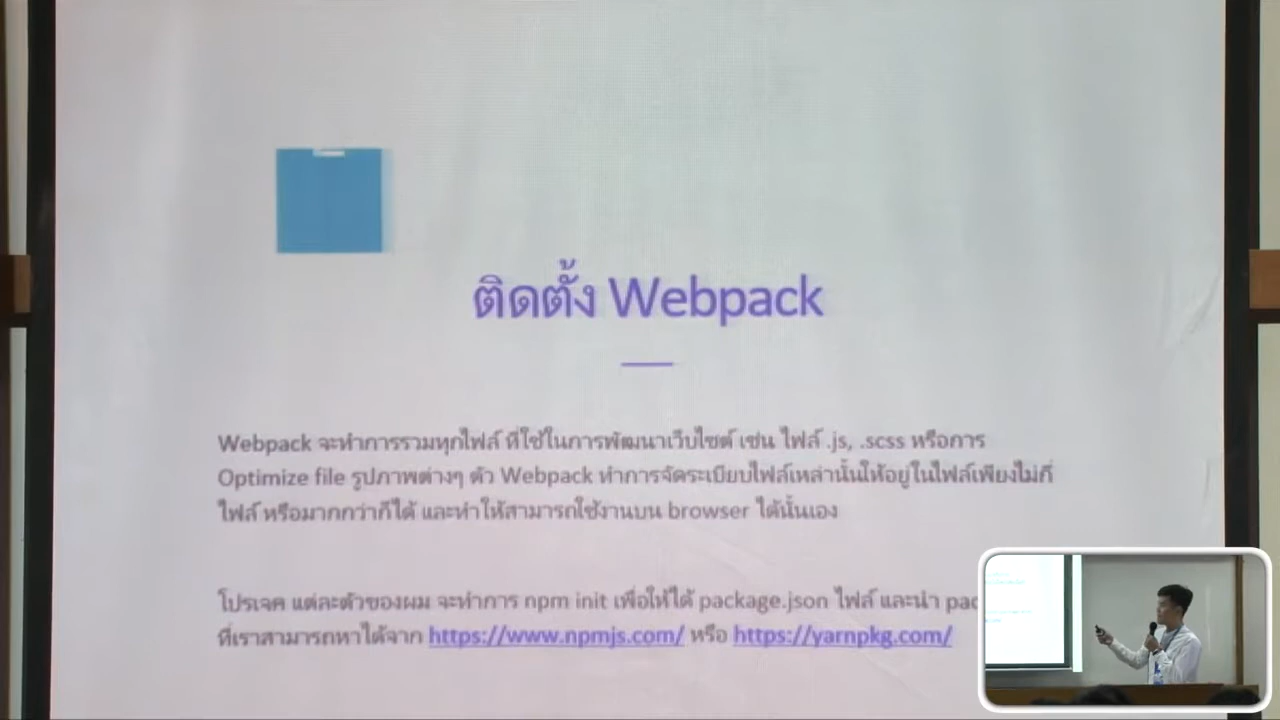 ติดตั้ง Webpack
Webpack จะทำการรวมทุกไฟล์ ที่ใช้ในการพัฒนาเว็บไซต์ เช่น ไฟล์ .js, .scss หรือการ
Optimize file รูปภาพต่างๆ ตัว Webpack ทำการจัดระเบียบไฟล์เหล่านั้นให้อยู่ในไฟล์เพียงไม่กี่
ไฟล์ หรือมากกว่าก็ได้ และทำให้สามารถใช้งานบน browser ได้นั้นเอง
โปรเจค แต่ละตัวของผม จะทำการ npm init เพื่อให้ได้ package.json ไฟล์ และนำ
ที่เราสามารถหาได้จาก https://www.npmjs.com/ หรือ https://yarnpkg.com/